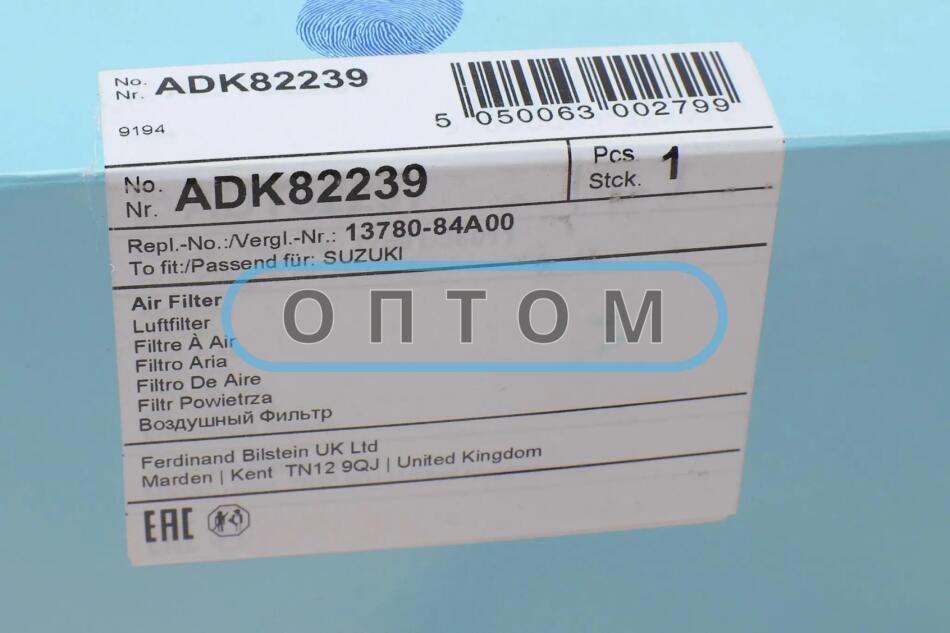 No.
Nr. ADK82239
9194
5 050063 002799
No.
Nr. ADK82239
Pcs.
Stck. 1
Repl.-No.:/Vergl.-Nr.: 13780-84A00
To fit:/Passend für: SUZUKI
Air Filter
Luftfilter
Filtre À Air
Filtro Aria
Filtro De Aire
Filtr Powietrza
Воздушный Фильтр
ОПТОМ
Ferdinand Bilstein UK Ltd
Marden | Kent TN12 9QJ | United Kingdom
EAC